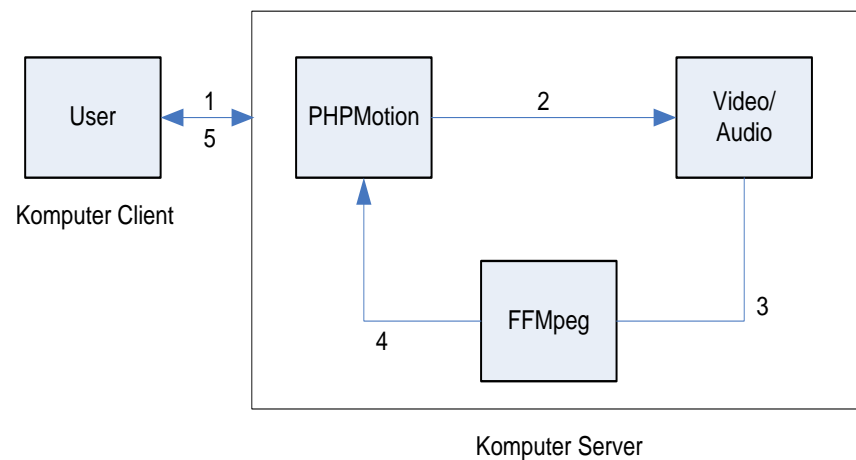 User
1
5
PHPMotion
2
Video/
Audio
Komputer Client
FFMpeg
3
4
Komputer Server